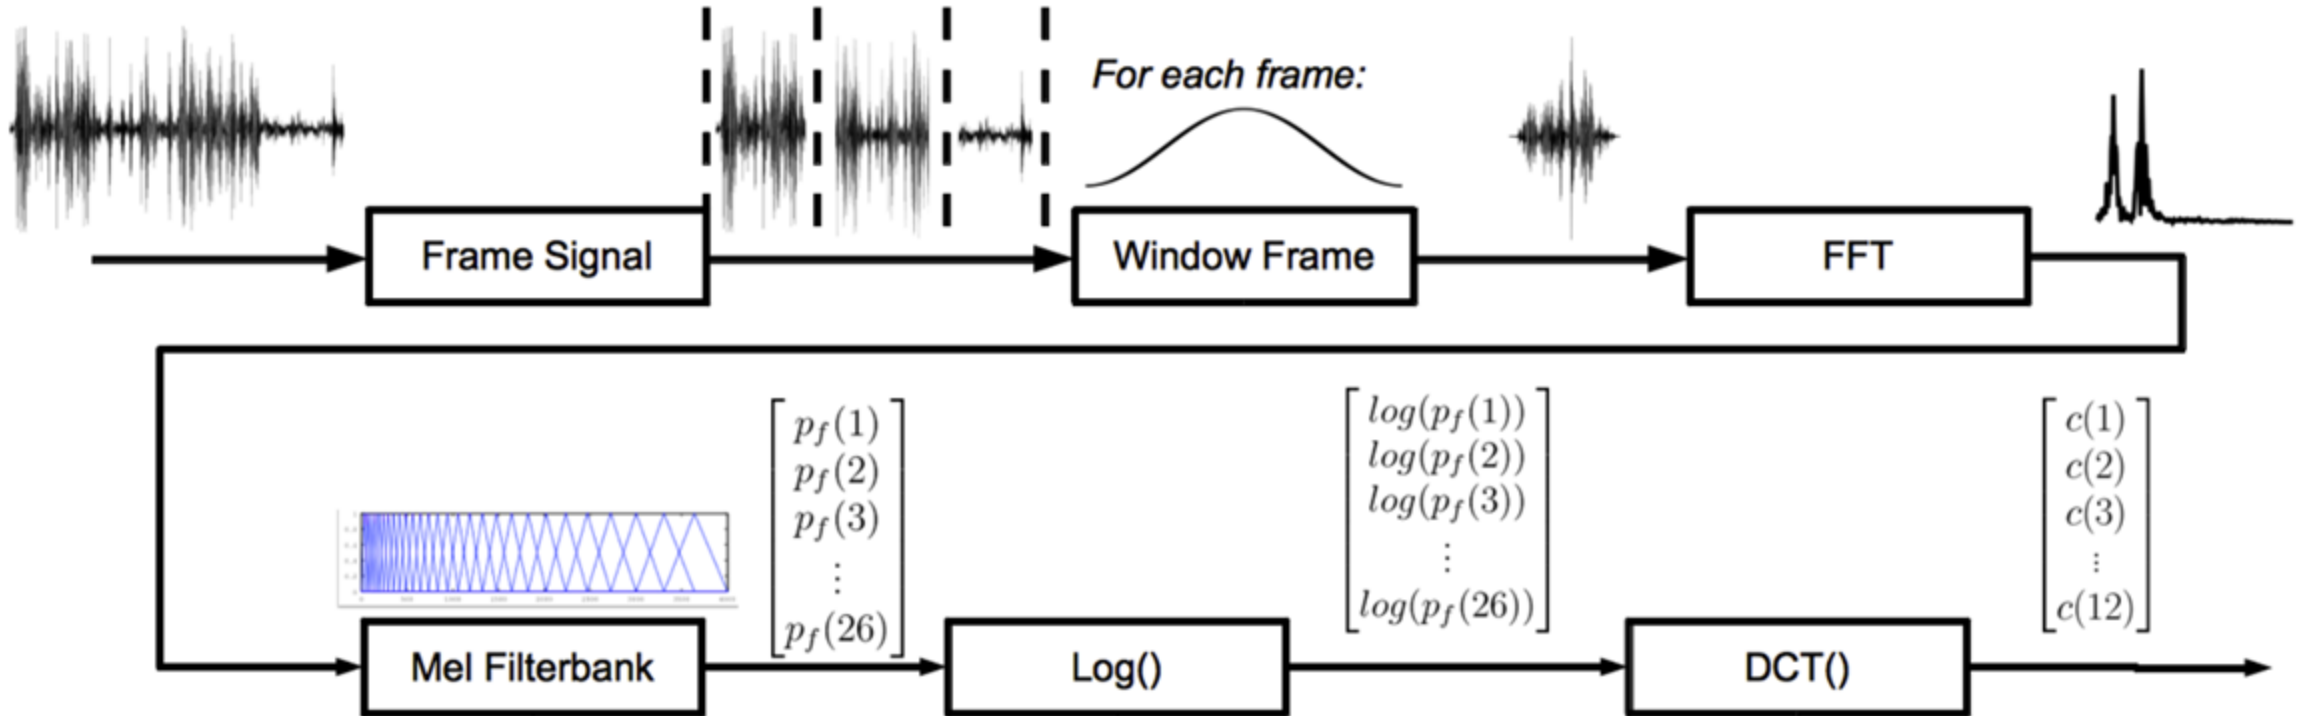 For each frame:
Frame Signal
Window Frame
FFT
p_f(1)
p_f(2)
p_f(3)
⋮
p_f(26)
log(p_f(1))
log(p_f(2))
log(p_f(3))
⋮
log(p_f(26))
c(1)
c(2)
c(3)
⋮
c(12)
Mel Filterbank
Log()
DCT()